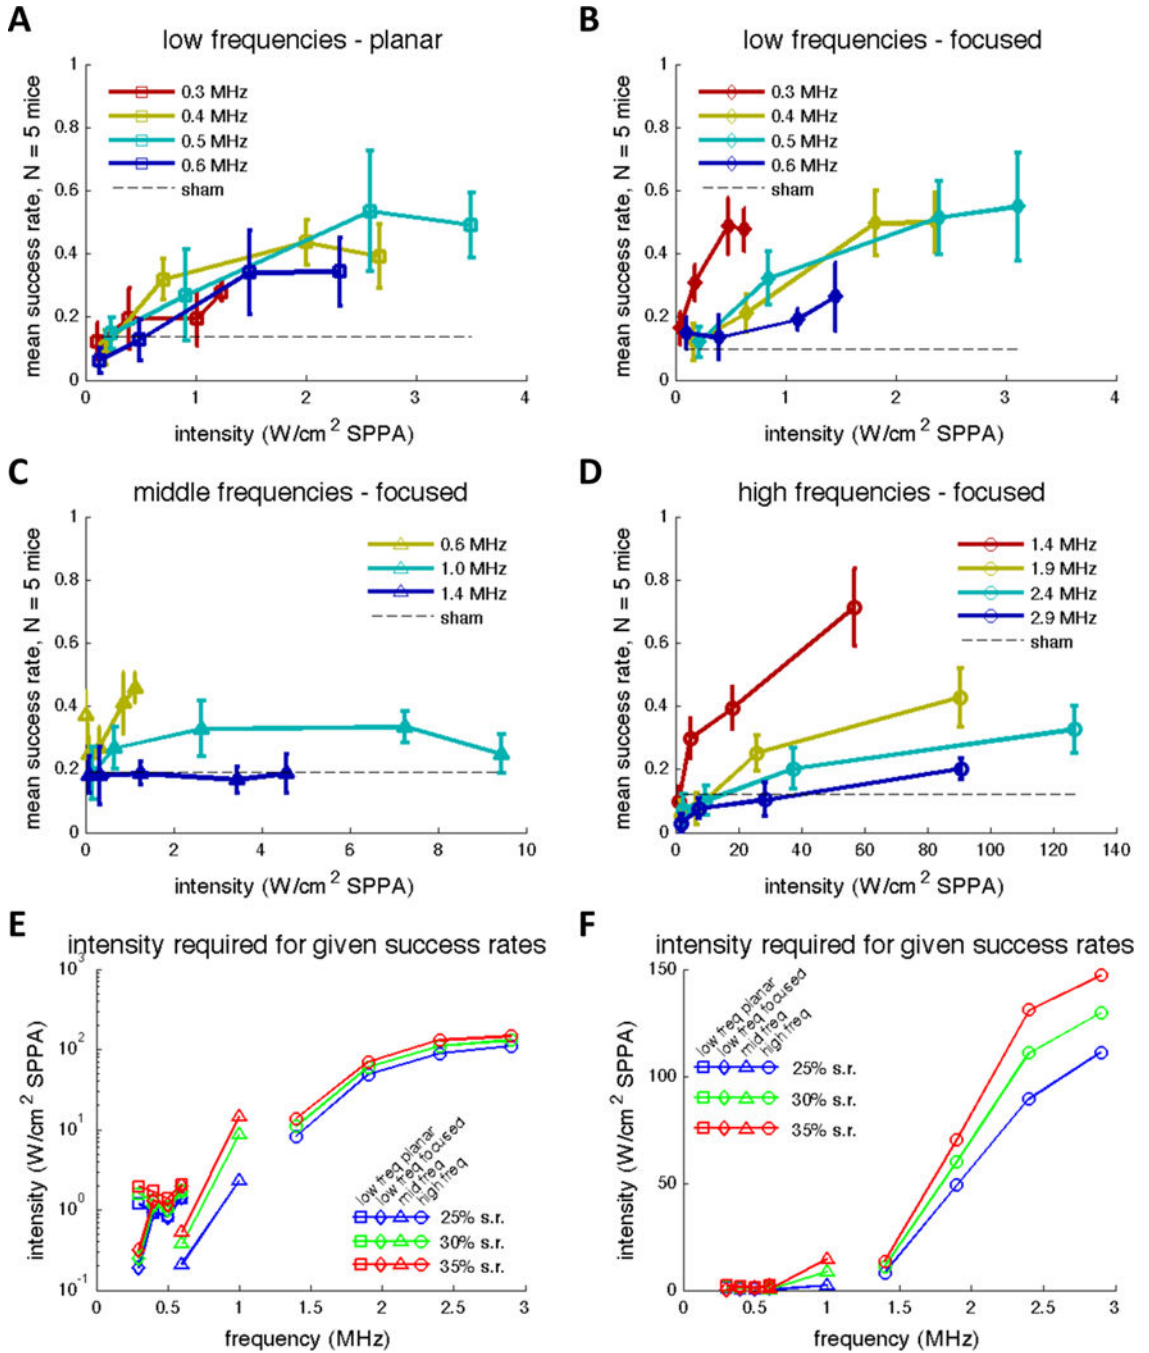 A
low frequencies - planar
mean success rate, N = 5 mice
1
0.8
0.6
0.4
0.2
0
0.3 MHz
0.4 MHz
0.5 MHz
0.6 MHz
sham
0 1 2 3 4
intensity (W/cm² SPPA)
B
low frequencies - focused
mean success rate, N = 5 mice
1
0.8
0.6
0.4
0.2
0
0.3 MHz
0.4 MHz
0.5 MHz
0.6 MHz
sham
0 1 2 3 4
intensity (W/cm² SPPA)
C
middle frequencies - focused
mean success rate, N = 5 mice
1
0.8
0.6
0.4
0.2
0
0.6 MHz
1.0 MHz
1.4 MHz
sham
0 2 4 6 8 10
intensity (W/cm² SPPA)
D
high frequencies - focused
mean success rate, N = 5 mice
1
0.8
0.6
0.4
0.2
0
1.4 MHz
1.9 MHz
2.4 MHz
2.9 MHz
sham
0 20 40 60 80 100 120 140
intensity (W/cm² SPPA)
E
intensity required for given success rates
intensity (W/cm² SPPA)
10³
10²
10¹
10⁰
10⁻¹
low freq planar
low freq focused
mid freq
high freq
25% s.r.
30% s.r.
35% s.r.
0 0.5 1 1.5 2 2.5 3
frequency (MHz)
F
intensity required for given success rates
intensity (W/cm² SPPA)
150
100
50
0
low freq planar
low freq focused
mid freq
high freq
25% s.r.
30% s.r.
35% s.r.
0 0.5 1 1.5 2 2.5 3
frequency (MHz)